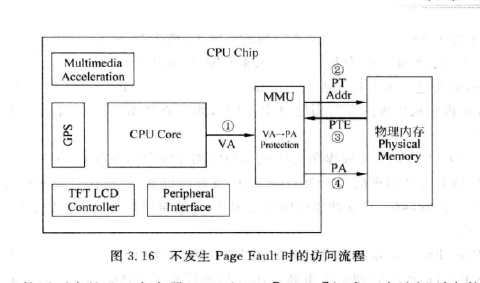 CPU Chip
Multimedia
Acceleration
GPS
CPU Core
①
VA
MMU
VA→PA
Protection
②
PT
Addr
PTE
③
PA
④
物理内存
Physical
Memory
TFT LCD
Controller
Peripheral
Interface
图 3.16 不发生 Page Fault 时的访问流程